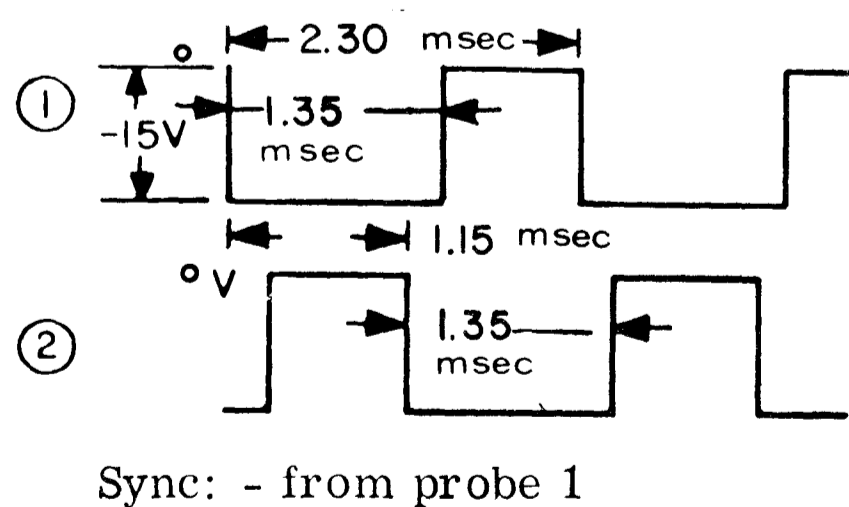 2.30 msec
o
1
-15V
1.35
msec
1.15 msec
o V
2
1.35
msec
Sync: - from probe 1